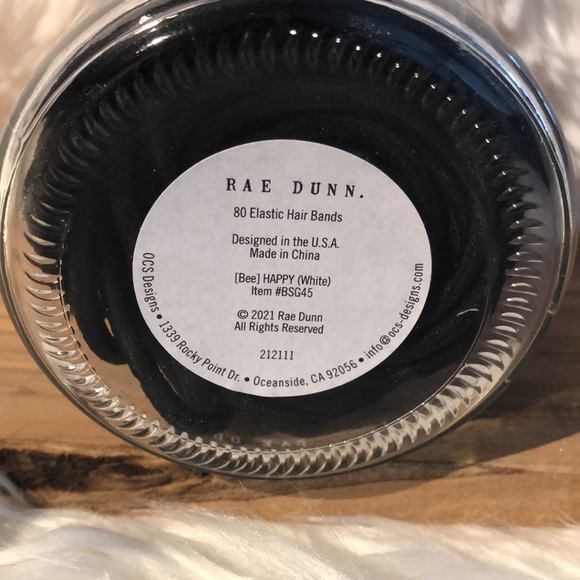 RAE DUNN.
80 Elastic Hair Bands
Designed in the U.S.A.
Made in China
[Bee] HAPPY (White)
Item #BSG45
© 2021 Rae Dunn
All Rights Reserved
212111
OCS Designs • 1339 Rocky Point Dr. • Oceanside, CA 92056 • info@ocs-designs.com